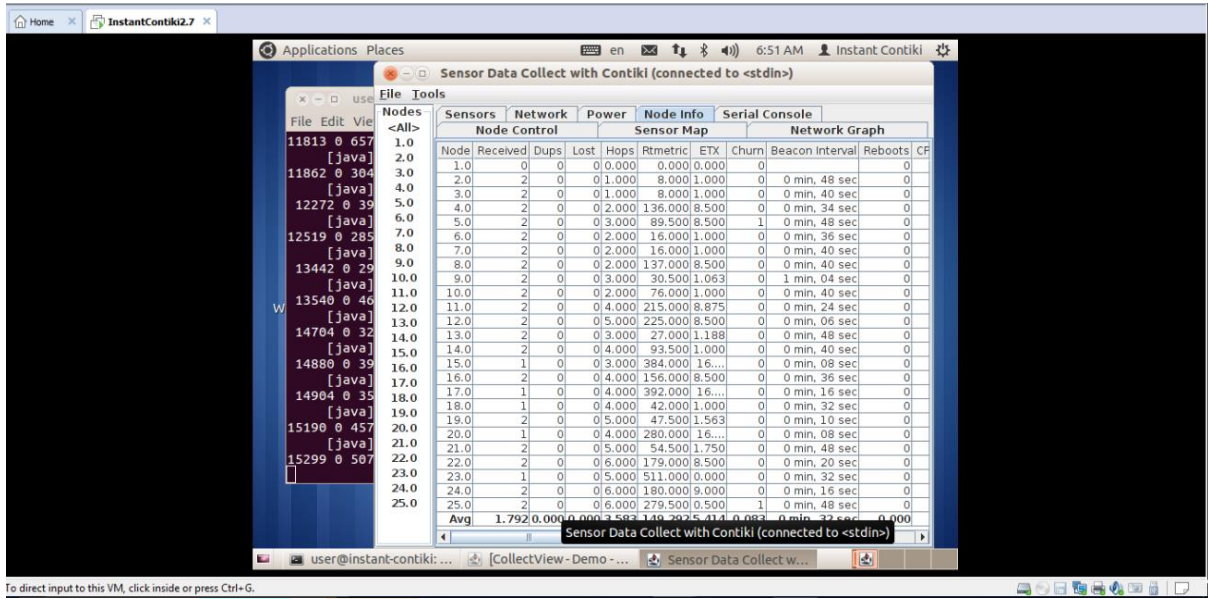 Home × InstantContiki2.7 ×
Applications Places en 6:51 AM Instant Contiki
Sensor Data Collect with Contiki (connected to <stdin>)
File Tools
use
File Edit Vie
11813 0 657
[java]
11862 0 304
[java]
12272 0 39
[java]
12519 0 285
[java]
13442 0 29
[java]
13540 0 46
[java]
14704 0 32
[java]
14880 0 39
[java]
14904 0 35
[java]
15190 0 457
[java]
15299 0 507
W
Nodes
<All>
1.0
2.0
3.0
4.0
5.0
6.0
7.0
8.0
9.0
10.0
11.0
12.0
13.0
14.0
15.0
16.0
17.0
18.0
19.0
20.0
21.0
22.0
23.0
24.0
25.0
Sensors Network Power Node Info Serial Console
Node Control Sensor Map Network Graph
Node Received Dups Lost Hops Rtmetric ETX Churn Beacon Interval Reboots CP
1.0 0 0 0 0.000 0.000 0.000 0 0
2.0 2 0 0 1.000 8.000 1.000 0 0 min, 48 sec 0
3.0 2 0 0 1.000 8.000 1.000 0 0 min, 40 sec 0
4.0 2 0 0 2.000 136.000 8.500 0 0 min, 34 sec 0
5.0 2 0 0 3.000 89.500 8.500 1 0 min, 48 sec 0
6.0 2 0 0 2.000 16.000 1.000 0 0 min, 36 sec 0
7.0 2 0 0 2.000 16.000 1.000 0 0 min, 40 sec 0
8.0 2 0 0 2.000 137.000 8.500 0 0 min, 40 sec 0
9.0 2 0 0 3.000 30.500 1.063 0 1 min, 04 sec 0
10.0 2 0 0 2.000 76.000 1.000 0 0 min, 40 sec 0
11.0 2 0 0 4.000 215.000 8.875 0 0 min, 24 sec 0
12.0 2 0 0 5.000 225.000 8.500 0 0 min, 06 sec 0
13.0 2 0 0 3.000 27.000 1.188 0 0 min, 48 sec 0
14.0 2 0 0 4.000 93.500 1.000 0 0 min, 40 sec 0
15.0 1 0 0 3.000 384.000 16.... 0 0 min, 08 sec 0
16.0 2 0 0 4.000 156.000 8.500 0 0 min, 36 sec 0
17.0 1 0 0 4.000 392.000 16.... 0 0 min, 16 sec 0
18.0 1 0 0 4.000 42.000 1.000 0 0 min, 32 sec 0
19.0 2 0 0 5.000 47.500 1.563 0 0 min, 10 sec 0
20.0 1 0 0 4.000 280.000 16.... 0 0 min, 08 sec 0
21.0 2 0 0 5.000 54.500 1.750 0 0 min, 48 sec 0
22.0 2 0 0 6.000 179.000 8.500 0 0 min, 20 sec 0
23.0 1 0 0 5.000 511.000 0.000 0 0 min, 32 sec 0
24.0 2 0 0 6.000 180.000 9.000 0 0 min, 16 sec 0
25.0 2 0 0 6.000 279.500 0.500 1 0 min, 48 sec 0
Avg 1.792 0.000 0.000 3.583 149.292 5.414 0.083 0 min, 32 sec 0.000
Sensor Data Collect with Contiki (connected to <stdin>)
user@instant-contiki: ... [CollectView - Demo - ... Sensor Data Collect w...
To direct input to this VM, click inside or press Ctrl+G.